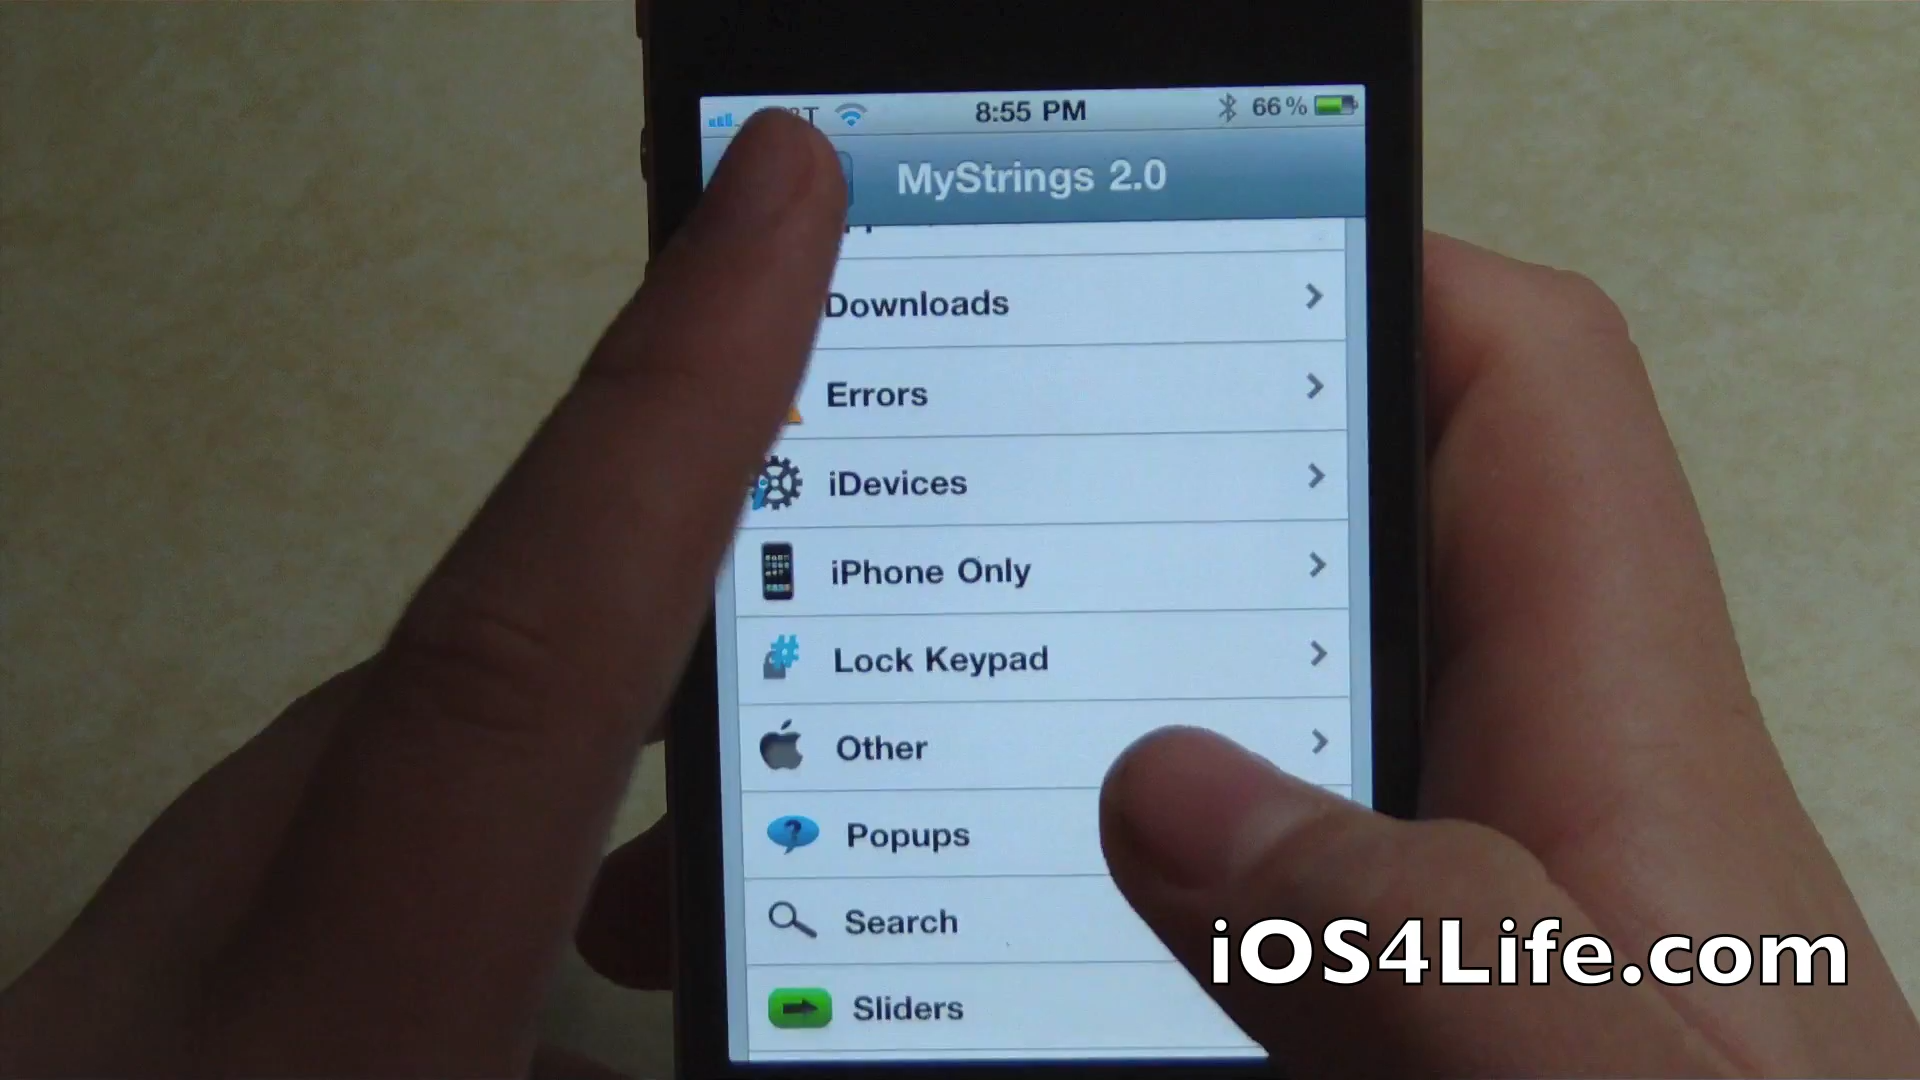 8:55 PM 66%
MyStrings 2.0
Downloads
Errors
iDevices
iPhone Only
# Lock Keypad
Other
? Popups
Search
Sliders
iOS4Life.com